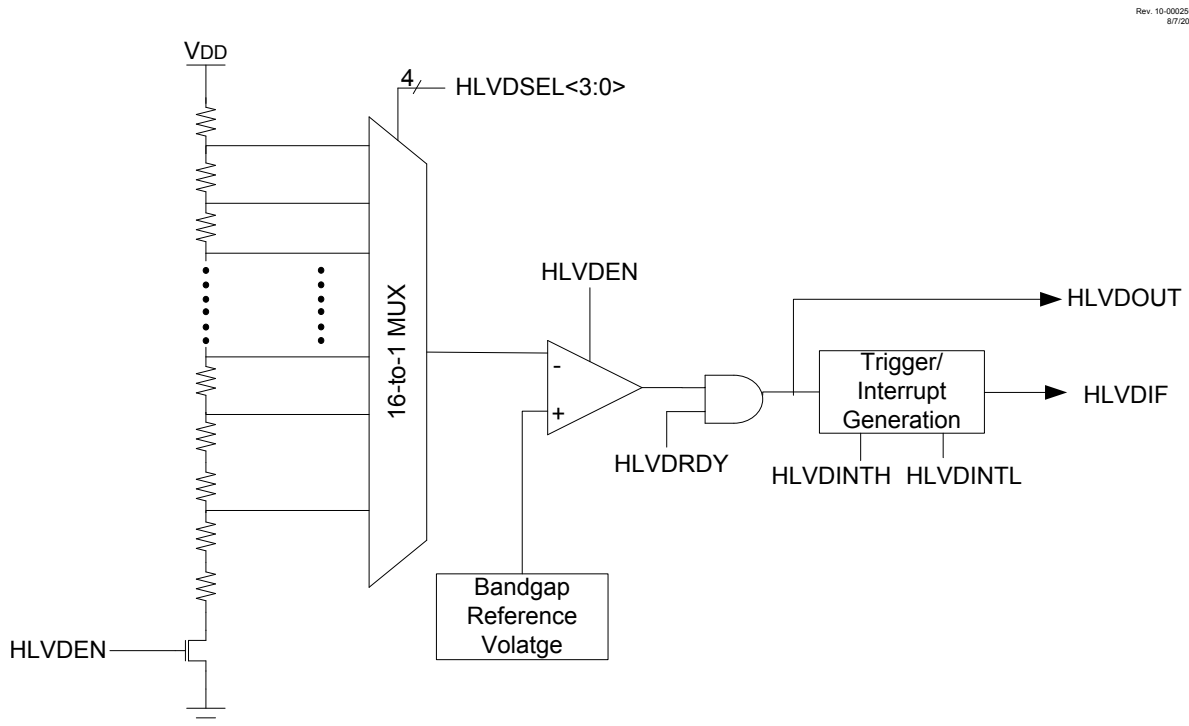 Rev. 10-00025
8/7/20
VDD
4
HLVDSEL<3:0>
16-to-1 MUX
HLVDEN
HLVDOUT
-
+
Trigger/
Interrupt
Generation
HLVDIF
HLVDRDY
HLVDINTH
HLVDINTL
Bandgap
Reference
Volatge
HLVDEN